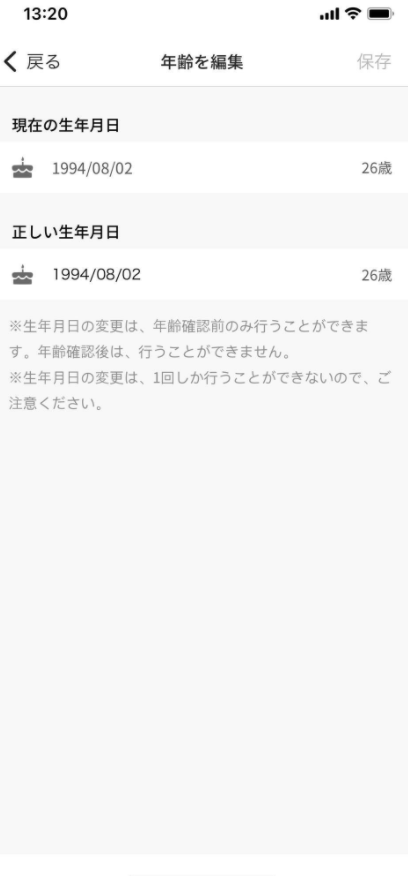 13:20
戻る 年齢を編集 保存
現在の生年月日
1994/08/02 26歳
正しい生年月日
1994/08/02 26歳
※生年月日の変更は、年齢確認前のみ行うことができま
す。年齢確認後は、行うことができません。
※生年月日の変更は、1回しか行うことができないので、ご
注意ください。